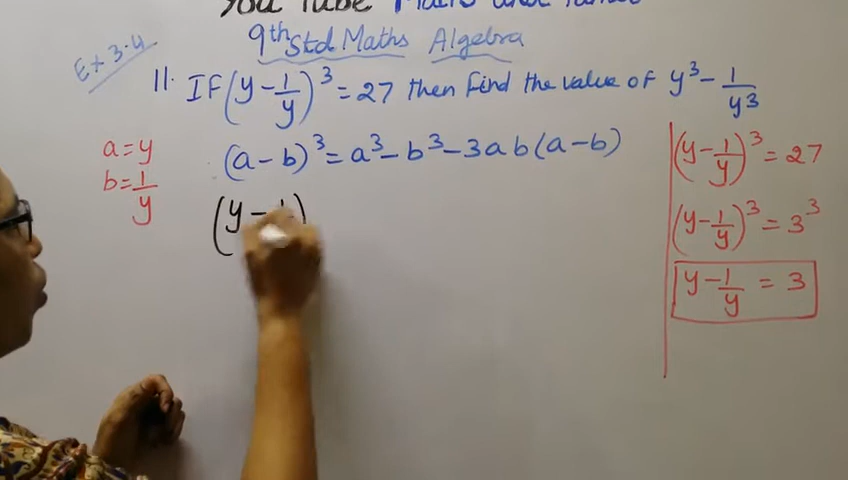 You Tube Maths and
9th Std Maths Algebra
Ex 3.4
11. IF (y - 1/y)³ = 27 then find the value of y³ - 1/y³
(a - b)³ = a³ - b³ - 3ab(a - b)
a = y
b = 1/y
(y -
(y - 1/y)³ = 27
(y - 1/y)³ = 3³
y - 1/y = 3